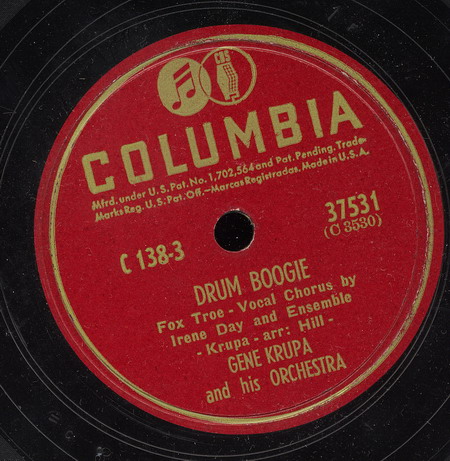 CBS
COLUMBIA
Mfrd. under U.S. Pat. No. 1,702,564 and Pat. Pending. Trade-
Marks Reg. U.S. Pat. Off.—Marcas Registradas. Made in U.S.A.
37531
(C 3530)
C 138-3
DRUM BOOGIE
Fox Troe - Vocal Chorus by
Irene Day and Ensemble
- Krupa - arr: Hill -
GENE KRUPA
and his ORCHESTRA